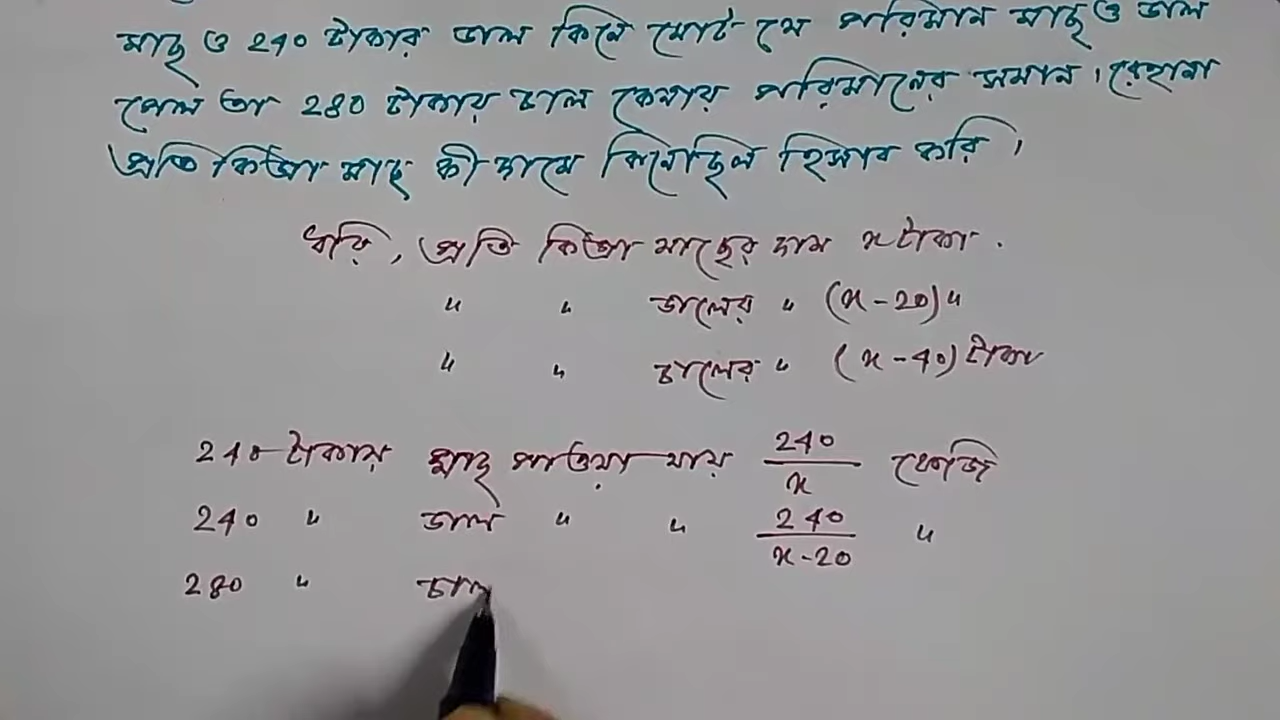 মাছ ও 240 টাকার ডাল কিনে মোট যে পরিমান মাছ ও ডাল
পেল তা 280 টাকায় চাল কেনার পরিমানের সমান। রেহানা
প্রতি কিগ্রা মাছ কী দামে কিনেছিল হিসাব করি।
ধরি, প্রতি কিগ্রা মাছের দাম x টাকা.
" " ডালের " (x-20) "
" " চালের " (x-40) টাকা
240 টাকায় মাছ পাওয়া যায় 240/x কেজি
240 " ডাল " " 240/x-20 "
280 " চাল